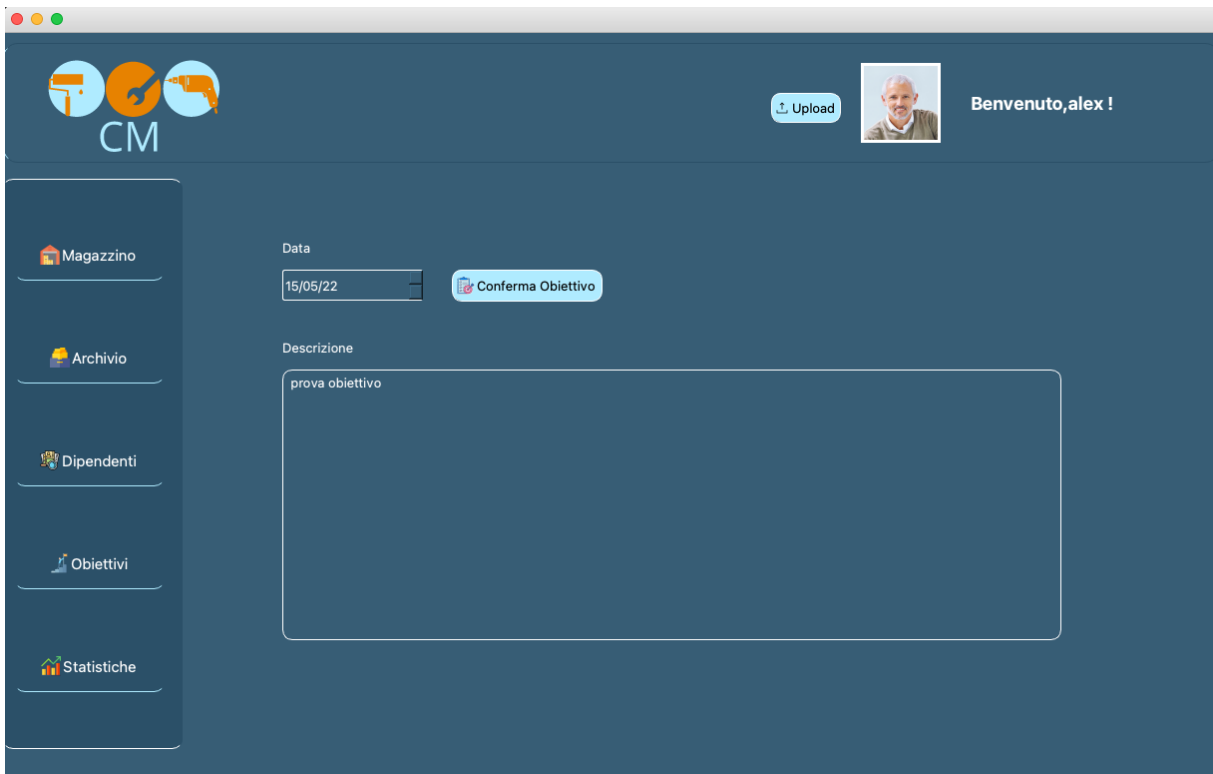 CM
Upload
Benvenuto,alex !
Magazzino
Archivio
Dipendenti
Obiettivi
Statistiche
Data
15/05/22
Conferma Obiettivo
Descrizione
prova obiettivo